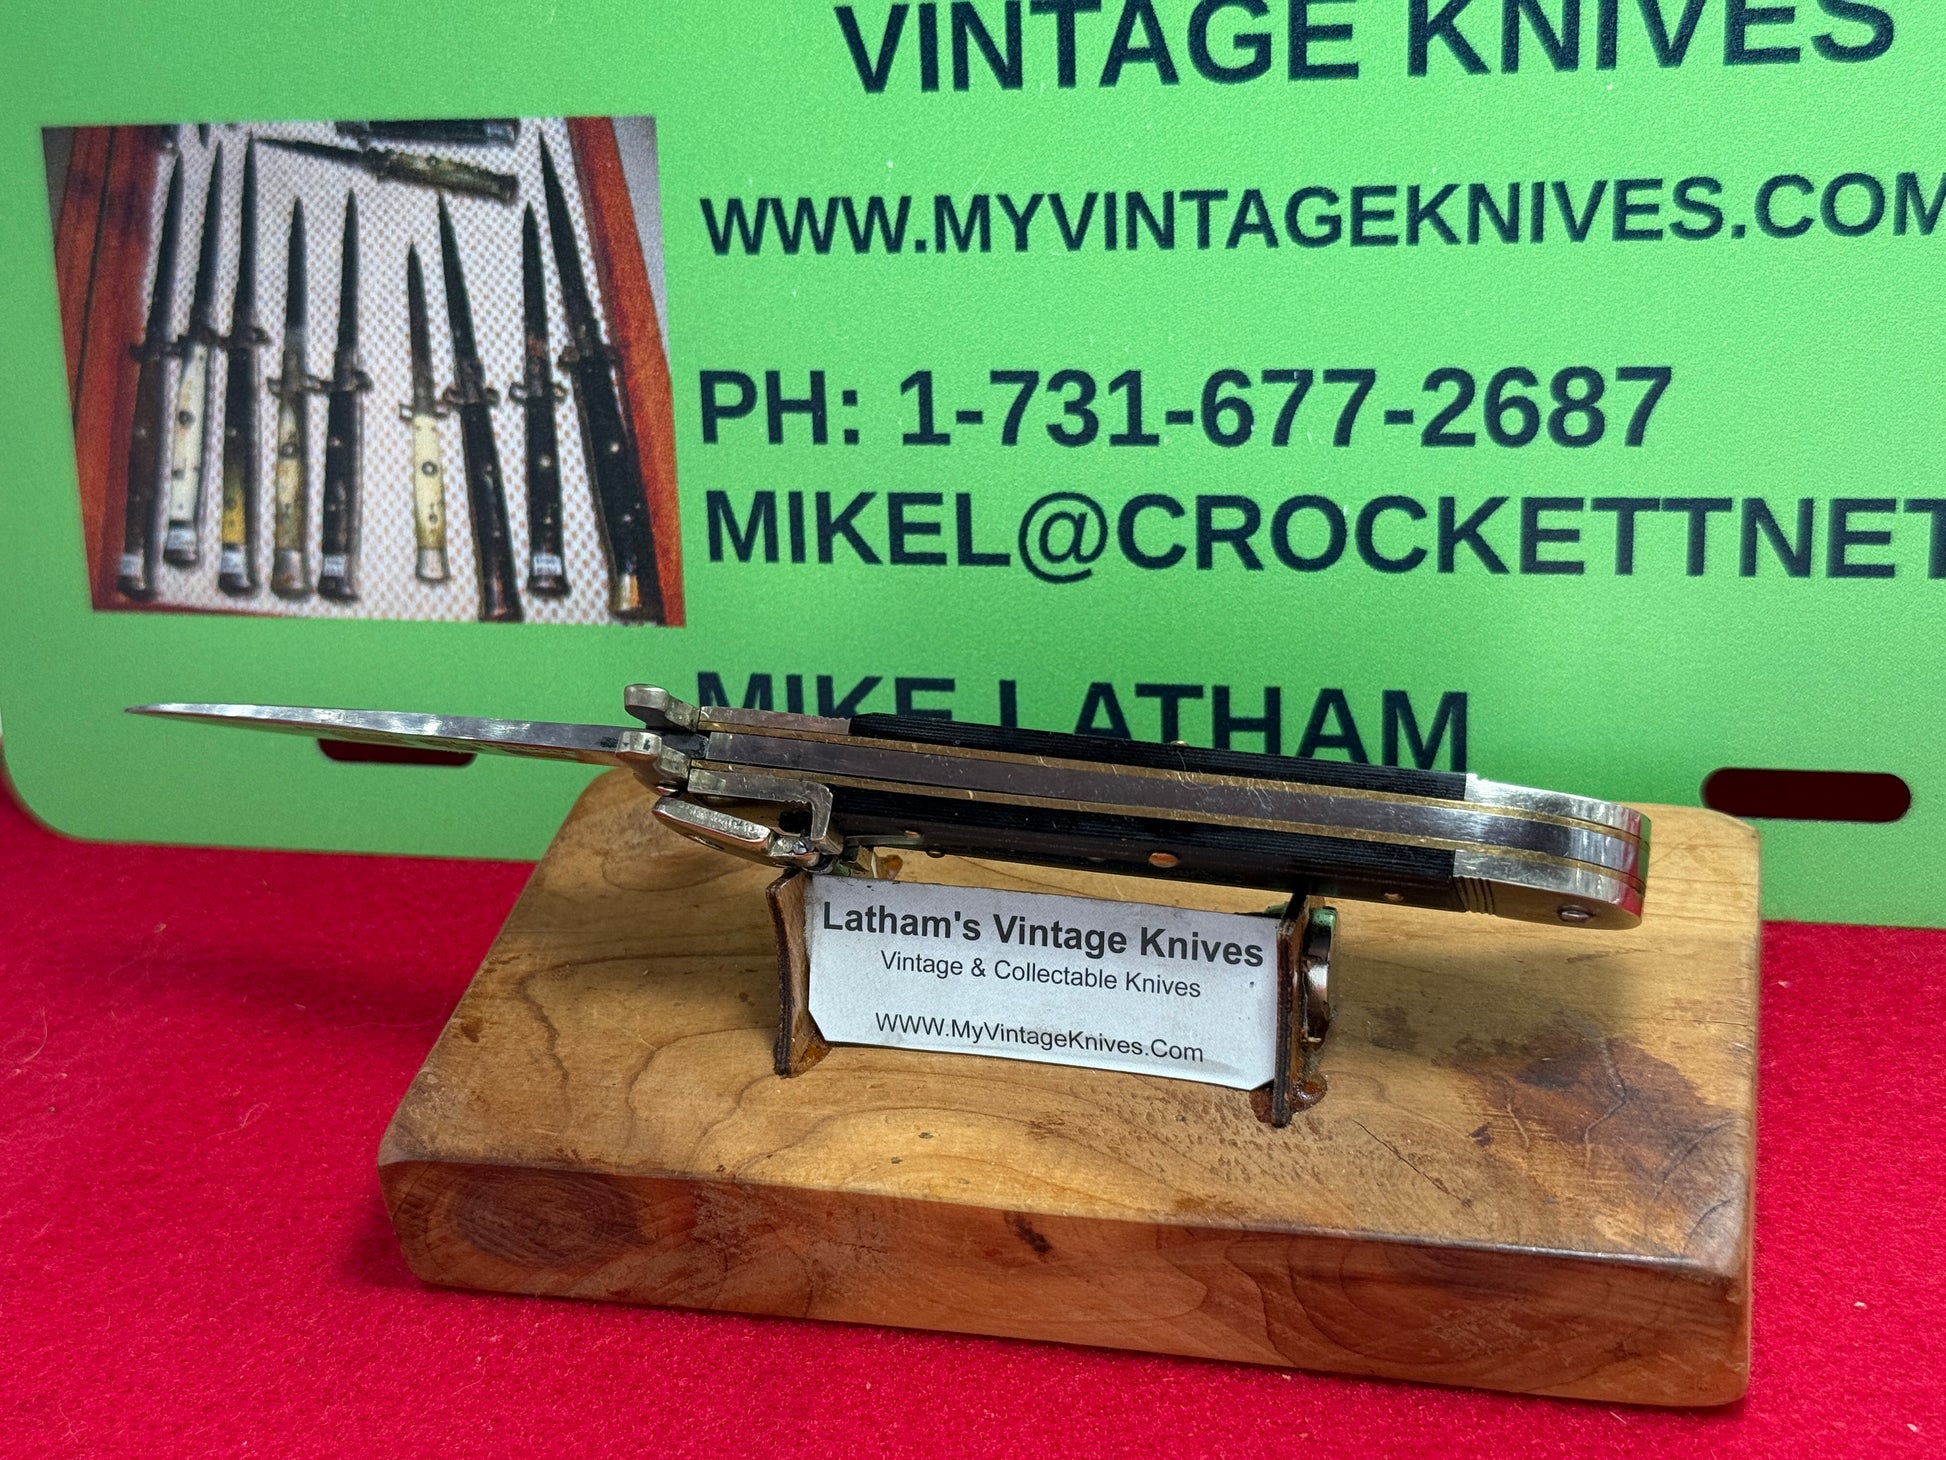 VINTAGE KNIVES
WWW.MYVINTAGEKNIVES.COM
PH: 1-731-677-2687
MIKEL@CROCKETTNET
MIKE LATHAM
Latham's Vintage Knives
Vintage & Collectable Knives
WWW.MyVintageKnives.Com